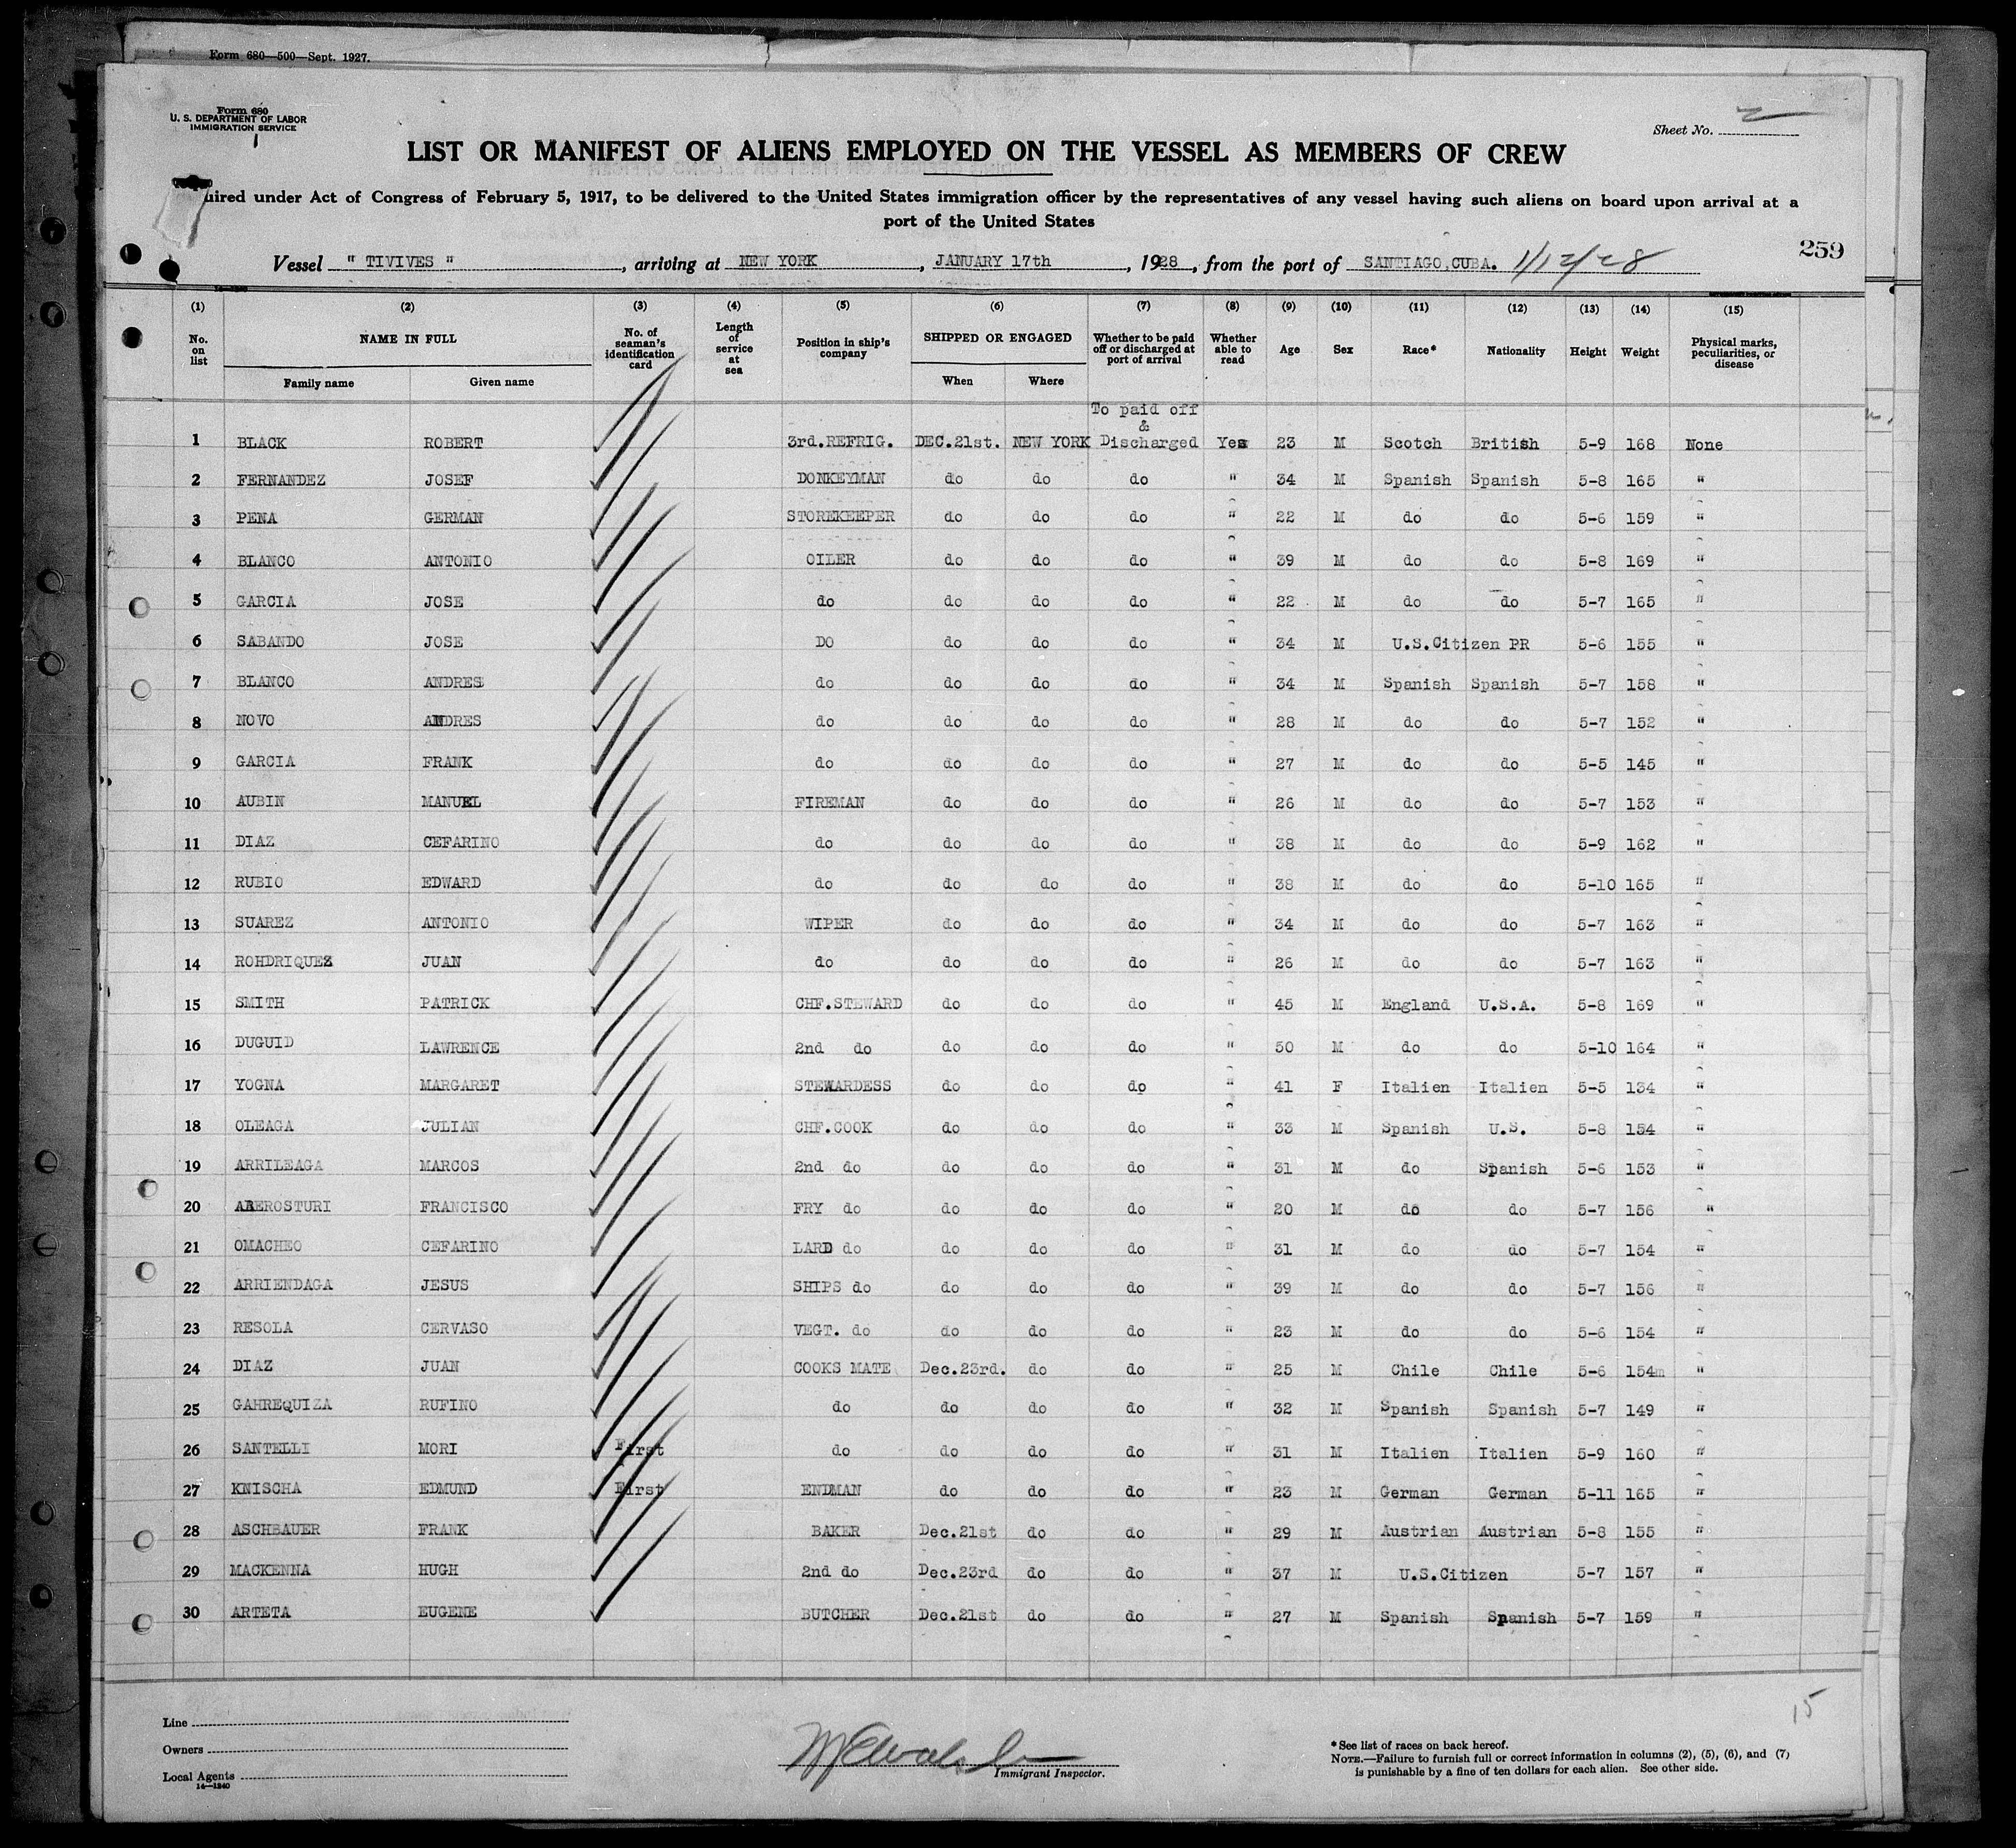 Form 680—500—Sept. 1927.
Form 680
U. S. DEPARTMENT OF LABOR
IMMIGRATION SERVICE
Sheet No. 2
LIST OR MANIFEST OF ALIENS EMPLOYED ON THE VESSEL AS MEMBERS OF CREW
uired under Act of Congress of February 5, 1917, to be delivered to the United States immigration officer by the representatives of any vessel having such aliens on board upon arrival at a
port of the United States
259
Vessel " TIVIVES ", arriving at NEW YORK, JANUARY 17th, 1928, from the port of SANTIAGO,CUBA. 1/12/28
(1) (2) (3) (4) (5) (6) (7) (8) (9) (10) (11) (12) (13) (14) (15)
No. on list NAME IN FULL Family name Given name No. of seaman's identification card Length of service at sea Position in ship's company SHIPPED OR ENGAGED When Where Whether to be paid off or discharged at port of arrival Whether able to read Age Sex Race* Nationality Height Weight Physical marks, peculiarities, or disease
To paid off
&
1 BLACK ROBERT 3rd.REFRIG. DEC.21st. NEW YORK Discharged Yes 23 M Scotch British 5-9 168 None
2 FERNANDEZ JOSEF DONKEYMAN do do do " 34 M Spanish Spanish 5-8 165 "
3 PENA GERMAN STOREKEEPER do do do " 22 M do do 5-6 159 "
4 BLANCO ANTONIO OILER do do do " 39 M do do 5-8 169 "
5 GARCIA JOSE do do do do " 22 M do do 5-7 165 "
6 SABANDO JOSE DO do do do " 34 M U.S.Citizen PR 5-6 155 "
7 BLANCO ANDRES do do do do " 34 M Spanish Spanish 5-7 158 "
8 NOVO ANDRES do do do do " 28 M do do 5-7 152 "
9 GARCIA FRANK do do do do " 27 M do do 5-5 145 "
10 AUBIN MANUEL FIREMAN do do do " 26 M do do 5-7 153 "
11 DIAZ CEFARINO do do do do " 38 M do do 5-9 162 "
12 RUBIO EDWARD do do do do " 38 M do do 5-10 165 "
13 SUAREZ ANTONIO WIPER do do do " 34 M do do 5-7 163 "
14 ROHDRIQUEZ JUAN do do do do " 26 M do do 5-7 163 "
15 SMITH PATRICK CHF.STEWARD do do do " 45 M England U.S.A. 5-8 169 "
16 DUGUID LAWRENCE 2nd do do do do " 50 M do do 5-10 164 "
17 YOGNA MARGARET STEWARDESS do do do " 41 F Italien Italien 5-5 134 "
18 OLEAGA JULIAN CHF.COOK do do do " 33 M Spanish U.S. 5-8 154 "
19 ARRILEAGA MARCOS 2nd do do do do " 31 M do Spanish 5-6 153 "
20 FRANCISCO FRY do do do do " 20 M do do 5-7 156 "
21 OMACHEO CEFARINO LARD do do do do " 31 M do do 5-7 154 "
22 ARRIENDAGA JESUS SHIPS do do do do " 39 M do do 5-7 156 "
23 RESOLA CERVASO VEGT. do do do do " 23 M do do 5-6 154 "
24 DIAZ JUAN COOKS MATE Dec.23rd. do do " 25 M Chile Chile 5-6 154m "
25 GAHREQUIZA RUFINO do do do do " 32 M Spanish Spanish 5-7 149 "
26 SANTELLI MORI First do do do do " 31 M Italien Italien 5-9 160 "
27 KNISCHA EDMUND First ENDMAN do do do " 23 M German German 5-11 165 "
28 ASCHBAUER FRANK BAKER Dec.21st do do " 29 M Austrian Austrian 5-8 155 "
29 MACKENNA HUGH 2nd do Dec.23rd do do " 37 M U.S.Citizen 5-7 157 "
30 ARTETA EUGENE BUTCHER Dec.21st do do " 27 M Spanish Spanish 5-7 159 "
15
Line
Owners
Local Agents
14—1240
Immigrant Inspector.
*See list of races on back hereof.
NOTE.—Failure to furnish full or correct information in columns (2), (5), (6), and (7)
is punishable by a fine of ten dollars for each alien. See other side.